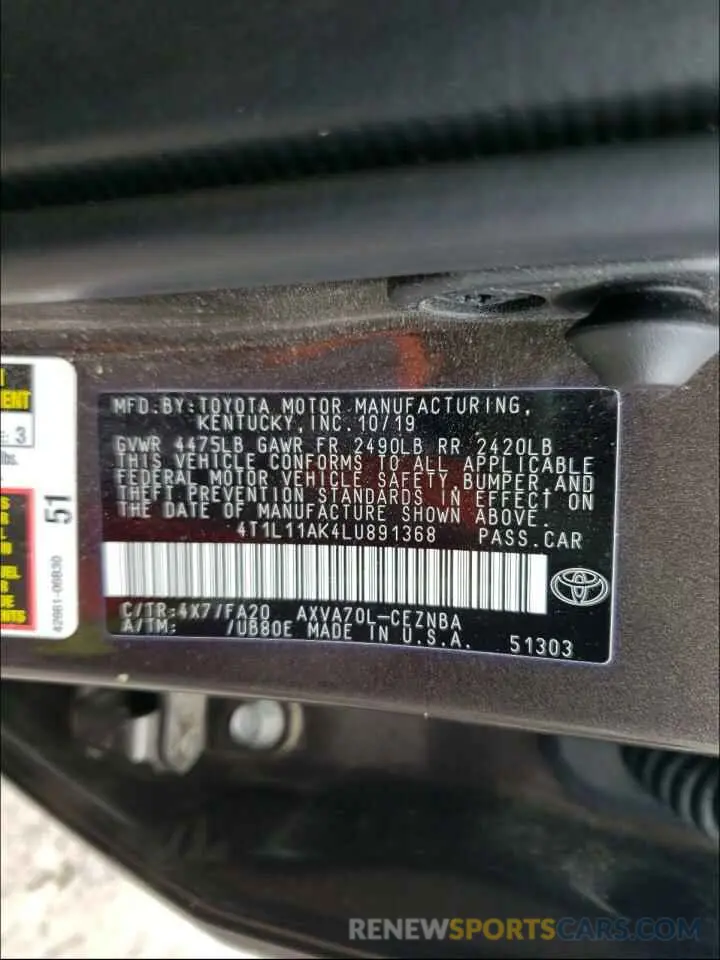 MFD.BY:TOYOTA MOTOR MANUFACTURING,
KENTUCKY,INC.10/19
GVWR 4475LB GAWR FR 2490LB RR 2420LB
THIS VEHICLE CONFORMS TO ALL APPLICABLE
FEDERAL MOTOR VEHICLE SAFETY,BUMPER,AND
THEFT PREVENTION STANDARDS IN EFFECT ON
THE DATE OF MANUFACTURE SHOWN ABOVE.
4T1L11AK4LU891368 PASS.CAR
C/TR:4X7/FA20 AXVA70L-CEZNBA
A/TM: /UB80E MADE IN U.S.A. 51303
3
51
RENEWSPORTSCARS.COM